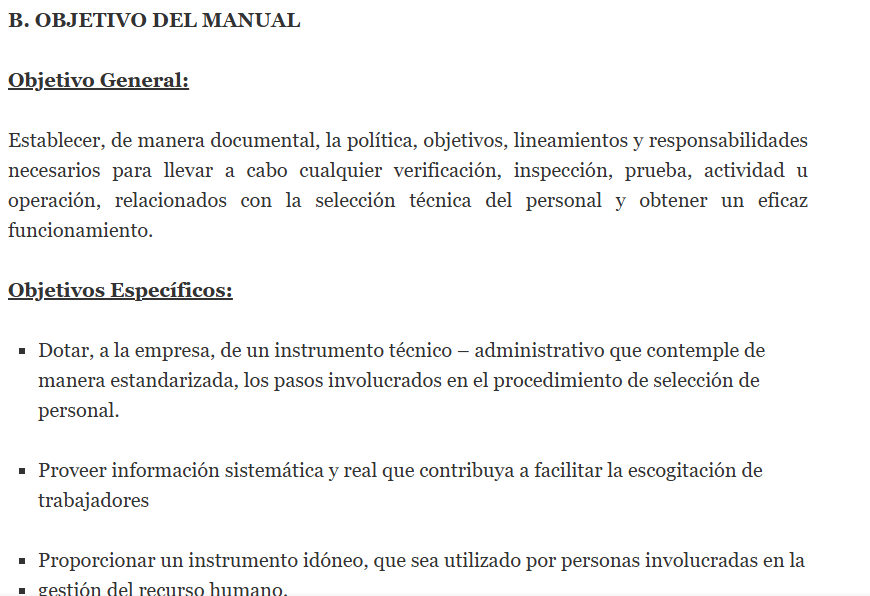 B. OBJETIVO DEL MANUAL
Objetivo General:
Establecer, de manera documental, la política, objetivos, lineamientos y responsabilidades
necesarios para llevar a cabo cualquier verificación, inspección, prueba, actividad u
operación, relacionados con la selección técnica del personal y obtener un eficaz
funcionamiento.
Objetivos Específicos:
▪ Dotar, a la empresa, de un instrumento técnico – administrativo que contemple de
manera estandarizada, los pasos involucrados en el procedimiento de selección de
personal.
▪ Proveer información sistemática y real que contribuya a facilitar la escogitación de
trabajadores
▪ Proporcionar un instrumento idóneo, que sea utilizado por personas involucradas en la
▪ gestión del recurso humano.